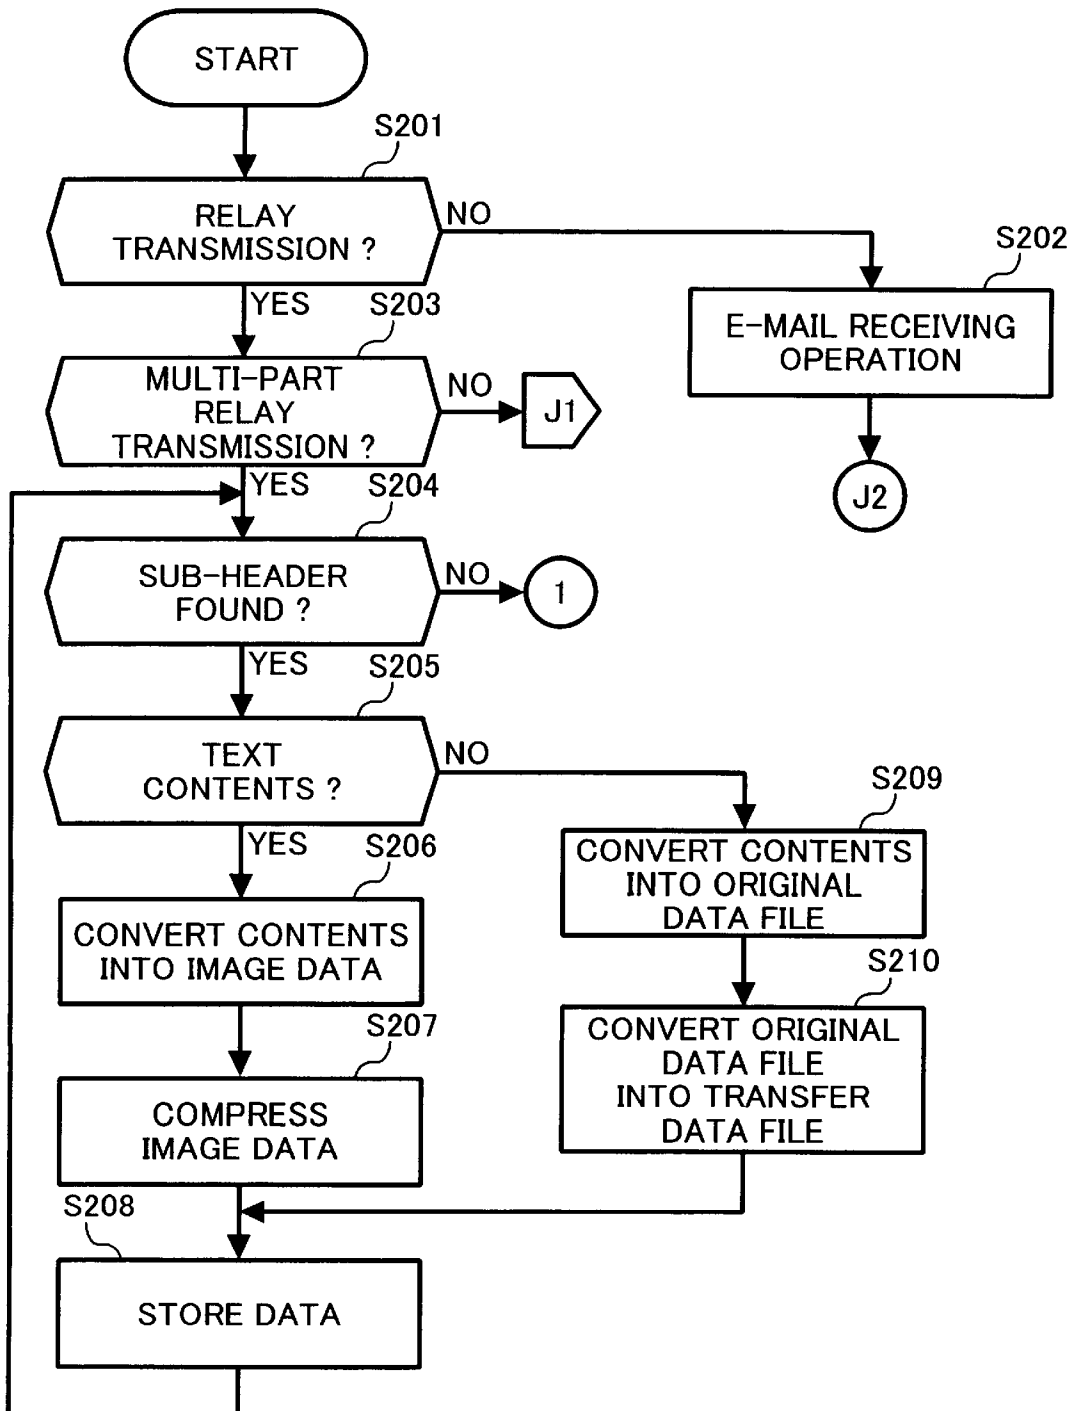 START
S201
RELAY
TRANSMISSION ?
NO
S202
E-MAIL RECEIVING
OPERATION
J2
YES
S203
MULTI-PART
RELAY
TRANSMISSION ?
NO
J1
YES
S204
SUB-HEADER
FOUND ?
NO
1
YES
S205
TEXT
CONTENTS ?
NO
S209
CONVERT CONTENTS
INTO ORIGINAL
DATA FILE
S210
CONVERT ORIGINAL
DATA FILE
INTO TRANSFER
DATA FILE
YES
S206
CONVERT CONTENTS
INTO IMAGE DATA
S207
COMPRESS
IMAGE DATA
S208
STORE DATA